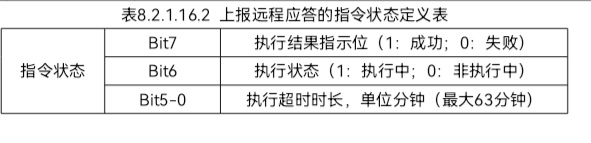 表8.2.1.16.2 上报远程应答的指令状态定义表
指令状态
Bit7 执行结果指示位（1：成功；0：失败）
Bit6 执行状态（1：执行中；0：非执行中）
Bit5-0 执行超时时长，单位分钟（最大63分钟）